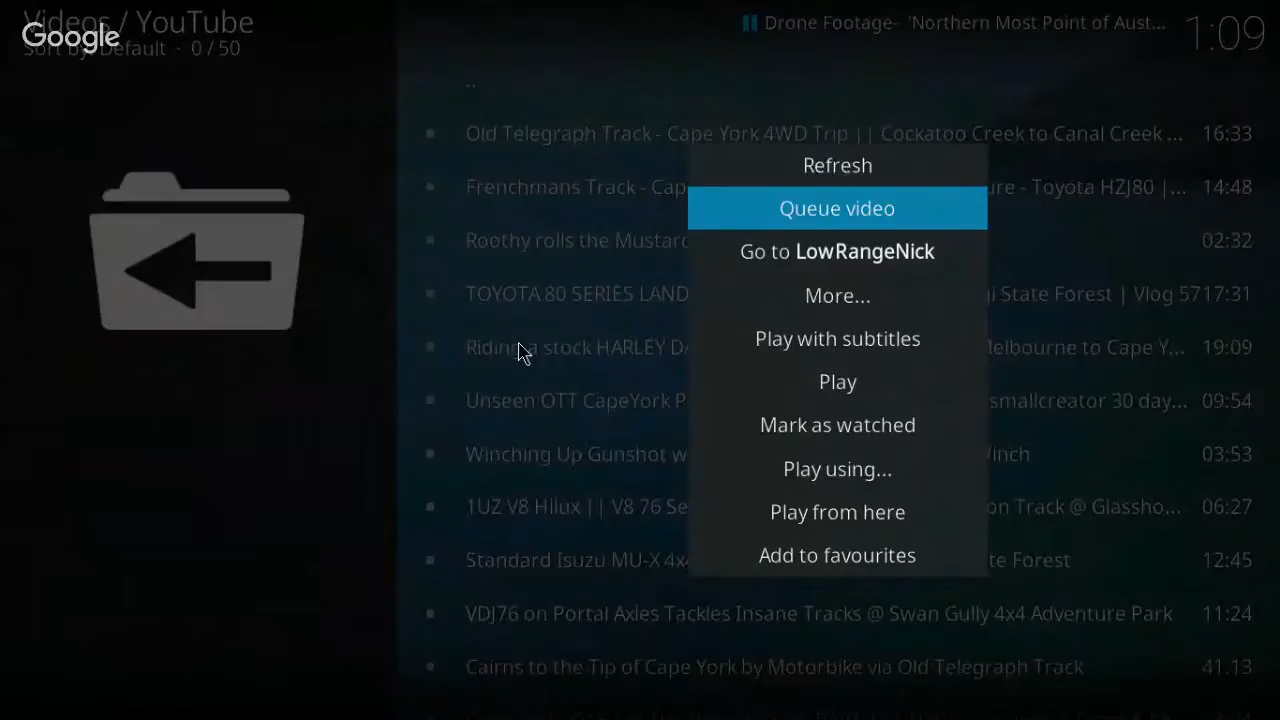 Videos / YouTube
Google
Sort by: Default · 0 / 50
Drone Footage- 'Northern Most Point of Aust...
1:09
..
Old Telegraph Track - Cape York 4WD Trip || Cockatoo Creek to Canal Creek ... 16:33
Frenchmans Track - Cap ure - Toyota HZJ80 |... 14:48
Roothy rolls the Mustard 02:32
TOYOTA 80 SERIES LAND i State Forest | Vlog 57 17:31
Riding a stock HARLEY DA Melbourne to Cape Y... 19:09
Unseen OTT CapeYork P smallcreator 30 day... 09:54
Winching Up Gunshot w inch 03:53
1UZ V8 Hilux || V8 76 Se on Track @ Glassho... 06:27
Standard Isuzu MU-X 4x4 te Forest 12:45
VDJ76 on Portal Axles Tackles Insane Tracks @ Swan Gully 4x4 Adventure Park 11:24
Cairns to the Tip of Cape York by Motorbike via Old Telegraph Track 41.13
Refresh
Queue video
Go to LowRangeNick
More...
Play with subtitles
Play
Mark as watched
Play using...
Play from here
Add to favourites